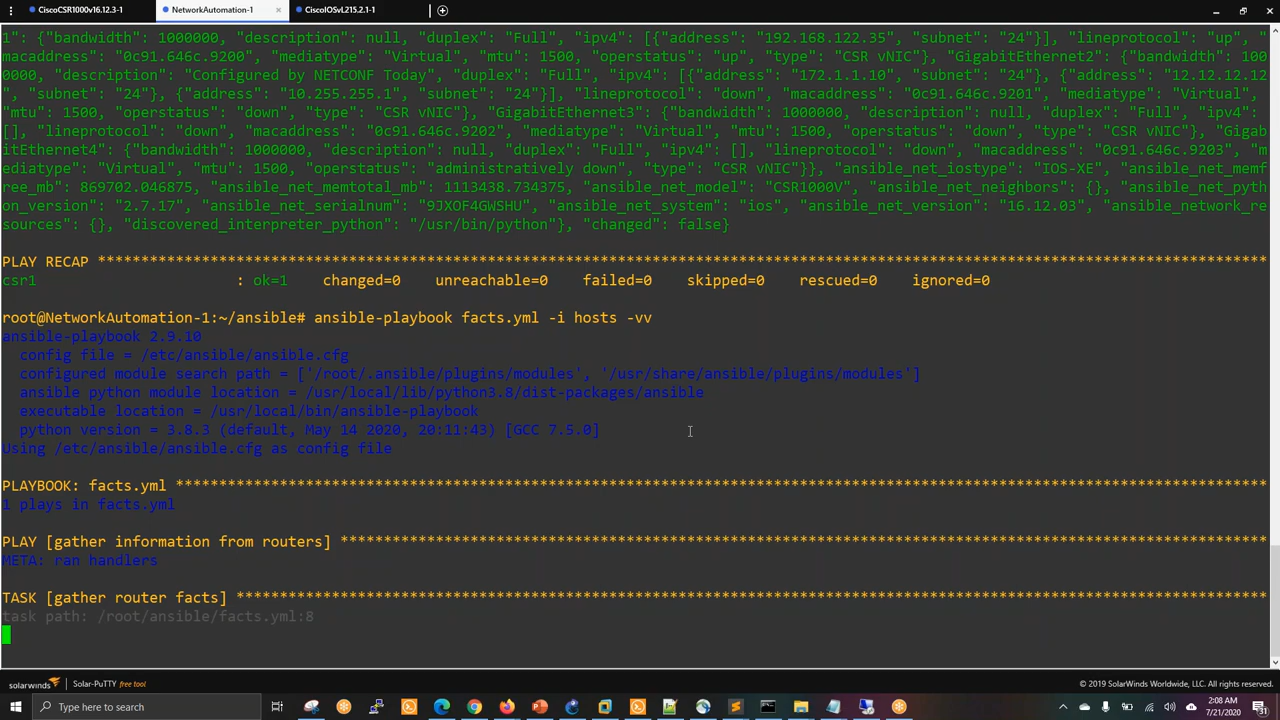 CiscoCSR1000v16.12.3-1 NetworkAutomation-1 CiscoIOSvL215.2.1-1
1": {"bandwidth": 1000000, "description": null, "duplex": "Full", "ipv4": [{"address": "192.168.122.35", "subnet": "24"}], "lineprotocol": "up", "
macaddress": "0c91.646c.9200", "mediatype": "Virtual", "mtu": 1500, "operstatus": "up", "type": "CSR vNIC"}, "GigabitEthernet2": {"bandwidth": 100
0000, "description": "Configured by NETCONF Today", "duplex": "Full", "ipv4": [{"address": "172.1.1.10", "subnet": "24"}, {"address": "12.12.12.12
", "subnet": "24"}, {"address": "10.255.255.1", "subnet": "24"}], "lineprotocol": "down", "macaddress": "0c91.646c.9201", "mediatype": "Virtual",
"mtu": 1500, "operstatus": "down", "type": "CSR vNIC"}, "GigabitEthernet3": {"bandwidth": 1000000, "description": null, "duplex": "Full", "ipv4":
[], "lineprotocol": "down", "macaddress": "0c91.646c.9202", "mediatype": "Virtual", "mtu": 1500, "operstatus": "down", "type": "CSR vNIC"}, "Gigab
itEthernet4": {"bandwidth": 1000000, "description": null, "duplex": "Full", "ipv4": [], "lineprotocol": "down", "macaddress": "0c91.646c.9203", "m
ediatype": "Virtual", "mtu": 1500, "operstatus": "administratively down", "type": "CSR vNIC"}}, "ansible_net_iostype": "IOS-XE", "ansible_net_memf
ree_mb": 869702.046875, "ansible_net_memtotal_mb": 1113438.734375, "ansible_net_model": "CSR1000V", "ansible_net_neighbors": {}, "ansible_net_pyth
on_version": "2.7.17", "ansible_net_serialnum": "9JXOF4GWSHU", "ansible_net_system": "ios", "ansible_net_version": "16.12.03", "ansible_network_re
sources": {}, "discovered_interpreter_python": "/usr/bin/python"}, "changed": false}
PLAY RECAP ***************************************************************************************************************************************
csr1 : ok=1 changed=0 unreachable=0 failed=0 skipped=0 rescued=0 ignored=0
root@NetworkAutomation-1:~/ansible# ansible-playbook facts.yml -i hosts -vv
ansible-playbook 2.9.10
config file = /etc/ansible/ansible.cfg
configured module search path = ['/root/.ansible/plugins/modules', '/usr/share/ansible/plugins/modules']
ansible python module location = /usr/local/lib/python3.8/dist-packages/ansible
executable location = /usr/local/bin/ansible-playbook
python version = 3.8.3 (default, May 14 2020, 20:11:43) [GCC 7.5.0]
Using /etc/ansible/ansible.cfg as config file
PLAYBOOK: facts.yml ******************************************************************************************************************************
1 plays in facts.yml
PLAY [gather information from routers] ***********************************************************************************************************
META: ran handlers
TASK [gather router facts] ***********************************************************************************************************************
task path: /root/ansible/facts.yml:8
solarwinds Solar-PuTTY free tool © 2019 SolarWinds Worldwide, LLC. All rights reserved.
Type here to search 2:08 AM
7/21/2020